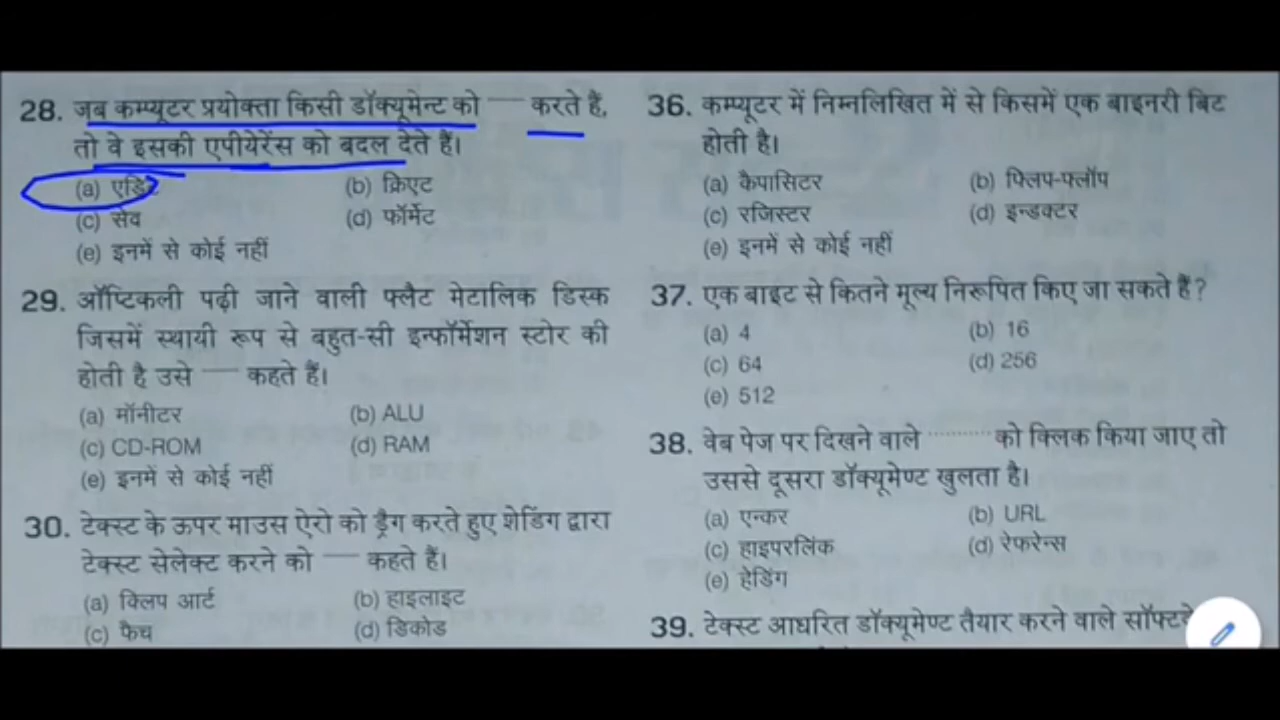 28. जब कम्प्यूटर प्रयोक्ता किसी डॉक्यूमेन्ट को — करते हैं,
तो वे इसकी एपीयेरेंस को बदल देते हैं।
(a) एडिट (b) क्रिएट
(c) सेव (d) फॉर्मेट
(e) इनमें से कोई नहीं
29. ऑप्टिकली पढ़ी जाने वाली फ्लैट मेटालिक डिस्क
जिसमें स्थायी रूप से बहुत-सी इन्फॉर्मेशन स्टोर की
होती है उसे — कहते हैं।
(a) मॉनीटर (b) ALU
(c) CD-ROM (d) RAM
(e) इनमें से कोई नहीं
30. टेक्स्ट के ऊपर माउस ऐरो को ड्रैग करते हुए शेडिंग द्वारा
टेक्स्ट सेलेक्ट करने को — कहते हैं।
(a) क्लिप आर्ट (b) हाइलाइट
(c) फैच (d) डिकोड
36. कम्प्यूटर में निम्नलिखित में से किसमें एक बाइनरी बिट
होती है।
(a) कैपासिटर (b) फ्लिप-फ्लॉप
(c) रजिस्टर (d) इन्डक्टर
(e) इनमें से कोई नहीं
37. एक बाइट से कितने मूल्य निरूपित किए जा सकते हैं?
(a) 4 (b) 16
(c) 64 (d) 256
(e) 512
38. वेब पेज पर दिखने वाले ........... को क्लिक किया जाए तो
उससे दूसरा डॉक्यूमेण्ट खुलता है।
(a) एन्कर (b) URL
(c) हाइपरलिंक (d) रेफरेन्स
(e) हेडिंग
39. टेक्स्ट आधरित डॉक्यूमेण्ट तैयार करने वाले